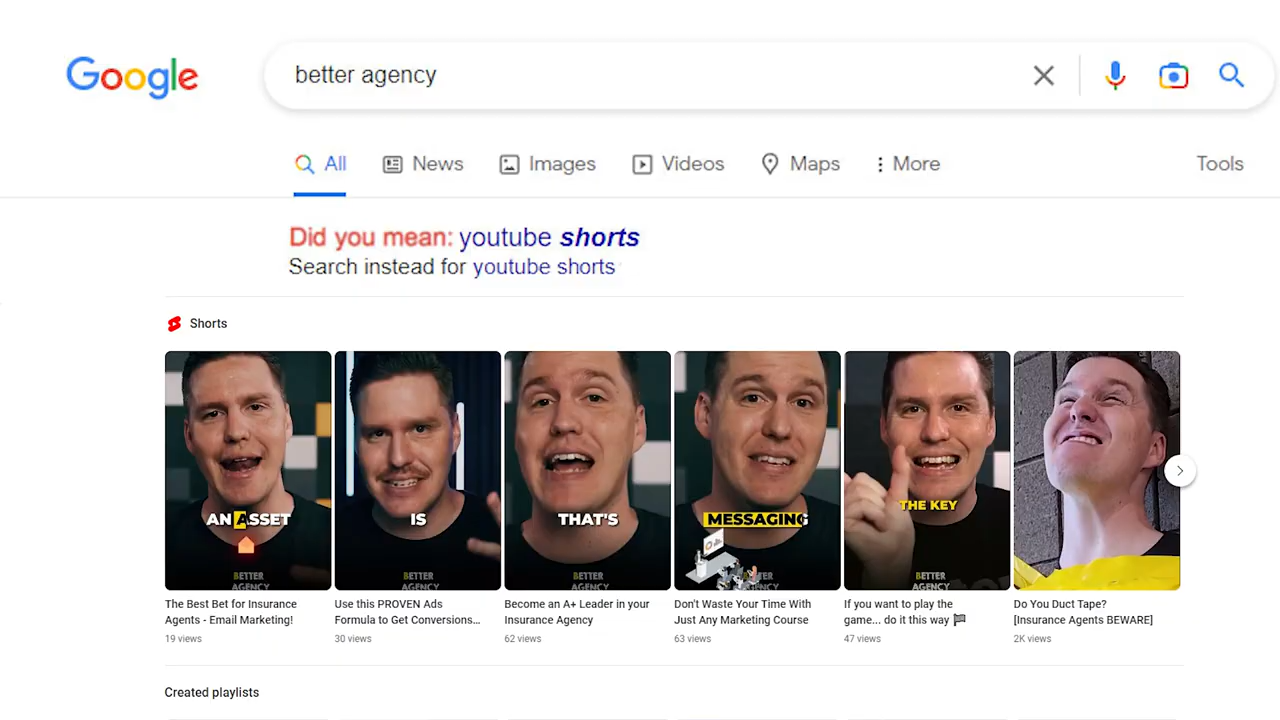 Google
better agency
All
News
Images
Videos
Maps
More
Tools
Did you mean: youtube shorts
Search instead for youtube shorts
Shorts
AN ASSET
IS
THAT'S
MESSAGING
THE KEY
BETTER AGENCY
BETTER AGENCY
BETTER AGENCY
BETTER AGENCY
The Best Bet for Insurance
Agents - Email Marketing!
19 views
Use this PROVEN Ads
Formula to Get Conversions…
30 views
Become an A+ Leader in your
Insurance Agency
62 views
Don't Waste Your Time With
Just Any Marketing Course
63 views
If you want to play the
game... do it this way
47 views
Do You Duct Tape?
[Insurance Agents BEWARE]
2K views
Created playlists